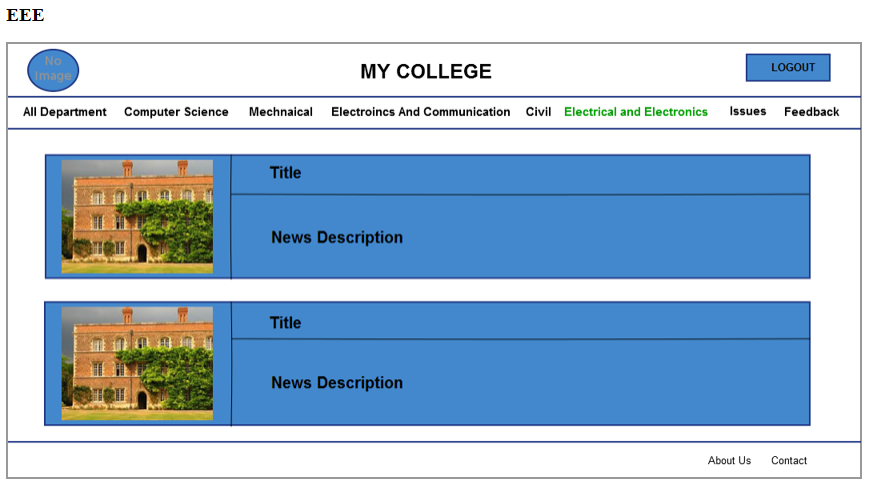 EEE
No
Image
MY COLLEGE
LOGOUT
All Department Computer Science Mechnaical Electroincs And Communication Civil Electrical and Electronics Issues Feedback
Title
News Description
Title
News Description
About Us Contact